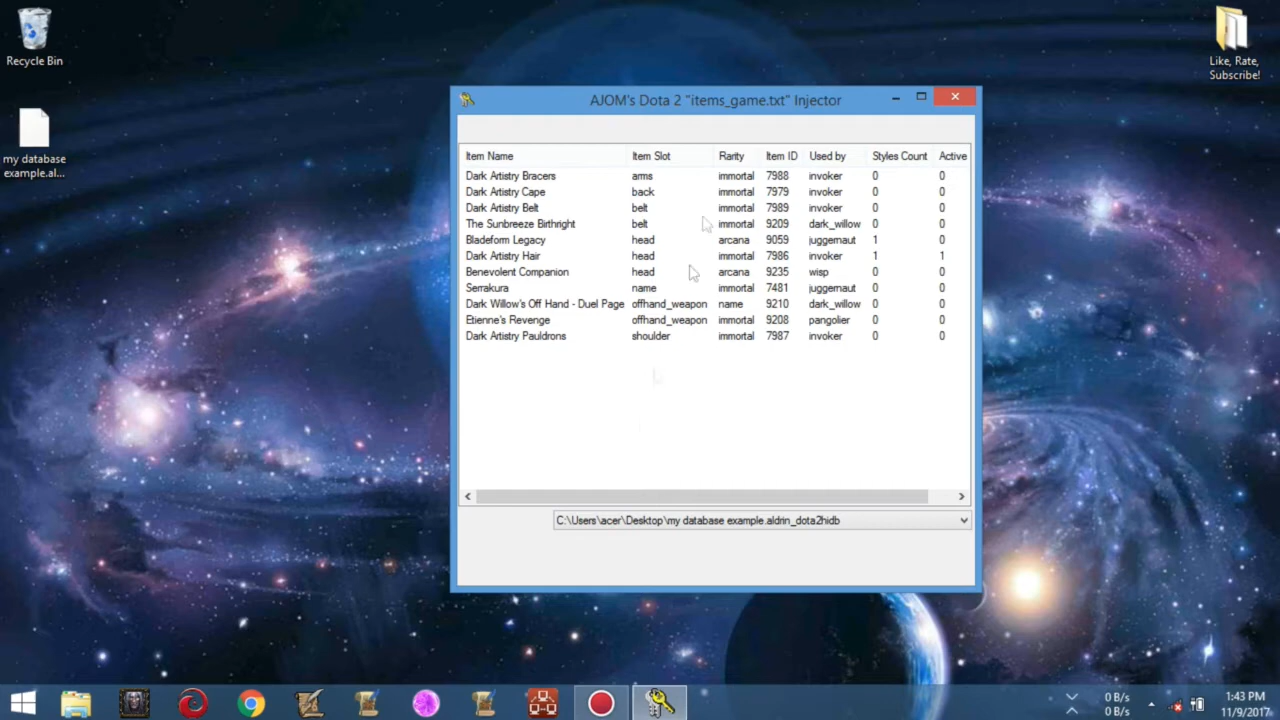 Recycle Bin
my database
example.al...
Like, Rate,
Subscribe!
AJOM's Dota 2 "items_game.txt" Injector
Item Name Item Slot Rarity Item ID Used by Styles Count Active
Dark Artistry Bracers arms immortal 7988 invoker 0 0
Dark Artistry Cape back immortal 7979 invoker 0 0
Dark Artistry Belt belt immortal 7989 invoker 0 0
The Sunbreeze Birthright belt immortal 9209 dark_willow 0 0
Bladeform Legacy head arcana 9059 juggernaut 1 0
Dark Artistry Hair head immortal 7986 invoker 1 1
Benevolent Companion head arcana 9235 wisp 0 0
Serrakura name immortal 7481 juggernaut 0 0
Dark Willow's Off Hand - Duel Page offhand_weapon name 9210 dark_willow 0 0
Etienne's Revenge offhand_weapon immortal 9208 pangolier 0 0
Dark Artistry Pauldrons shoulder immortal 7987 invoker 0 0
C:\Users\acer\Desktop\my database example.aldrin_dota2hidb
0 B/s
0 B/s
1:43 PM
11/9/2017